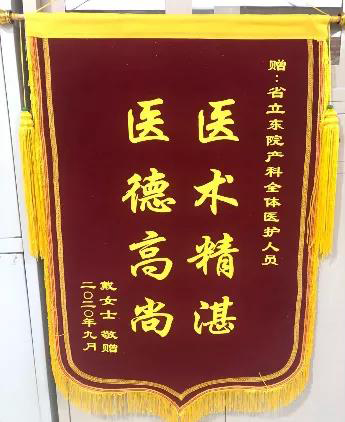 赠：省立东院产科全体医护人员
医术精湛
医德高尚
戴女士 敬赠
二〇二〇年九月